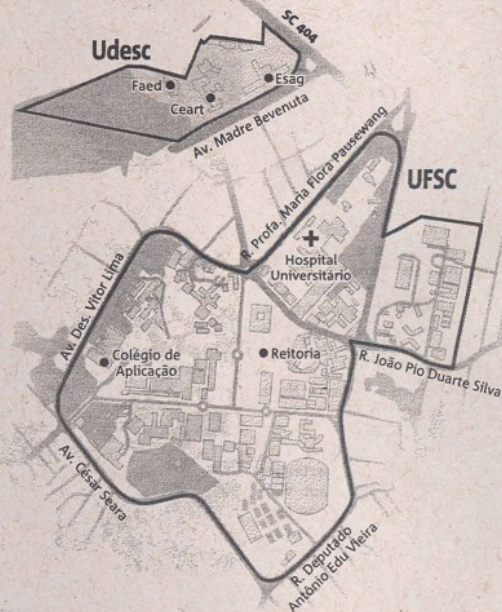 SC 404
Udesc
Faed
Esag
Ceart
Av. Madre Bevenuta
R. Profa. Maria Flora Pausewang
UFSC
Hospital
Universitário
Av. Des. Vitor Lima
Colégio de
Aplicação
Reitoria
R. João Pio Duarte Silva
Av. César Seara
R. Deputado
Antônio Edu Vieira